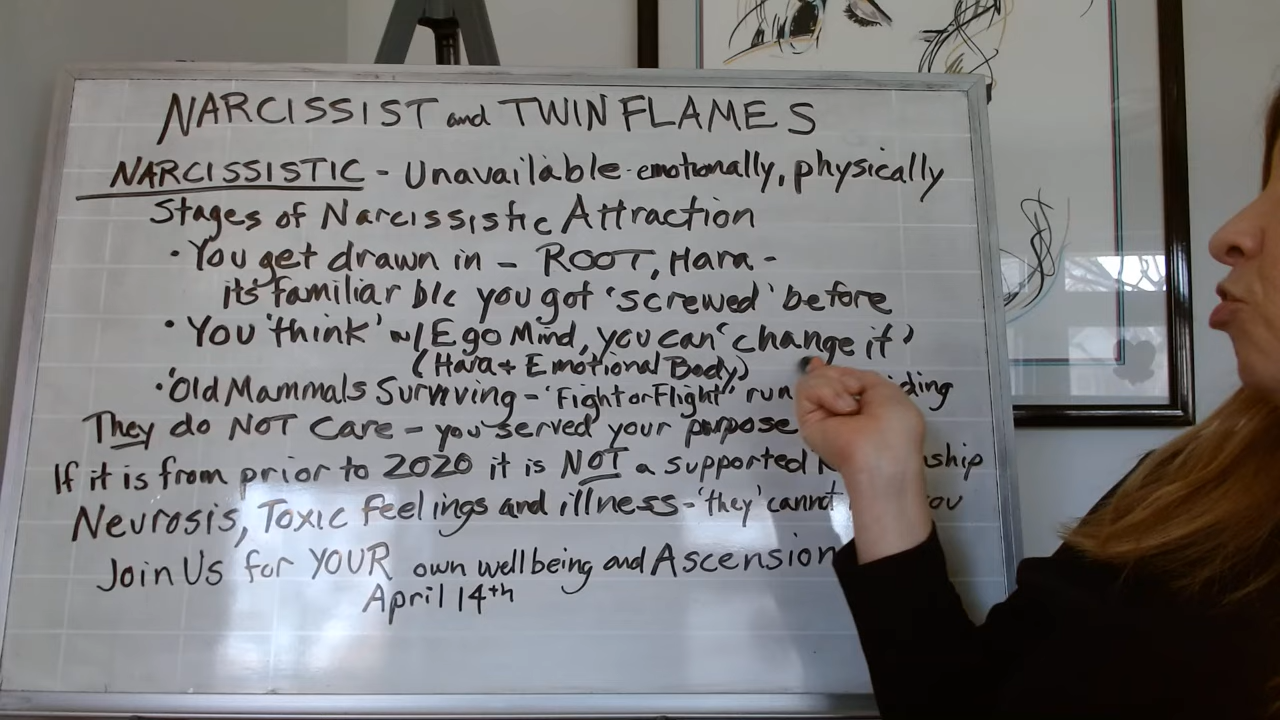 NARCISSIST and TWIN FLAMES
NARCISSISTIC - Unavailable - emotionally, physically
Stages of Narcissistic Attraction
• You get drawn in - ROOT, Hara -
it's familiar b/c you got 'screwed' before
• You 'think' w/ Ego Mind, you can 'change it'
(Hara + Emotional Body)
• 'Old Mammals Surviving - 'Fight or Flight" run
They do NOT Care - you served your purpose
If it is from prior to 2020 it is NOT a supported
Neurosis, Toxic feelings and illness - 'they' cannot you
Join Us for YOUR own wellbeing and Ascension
April 14th